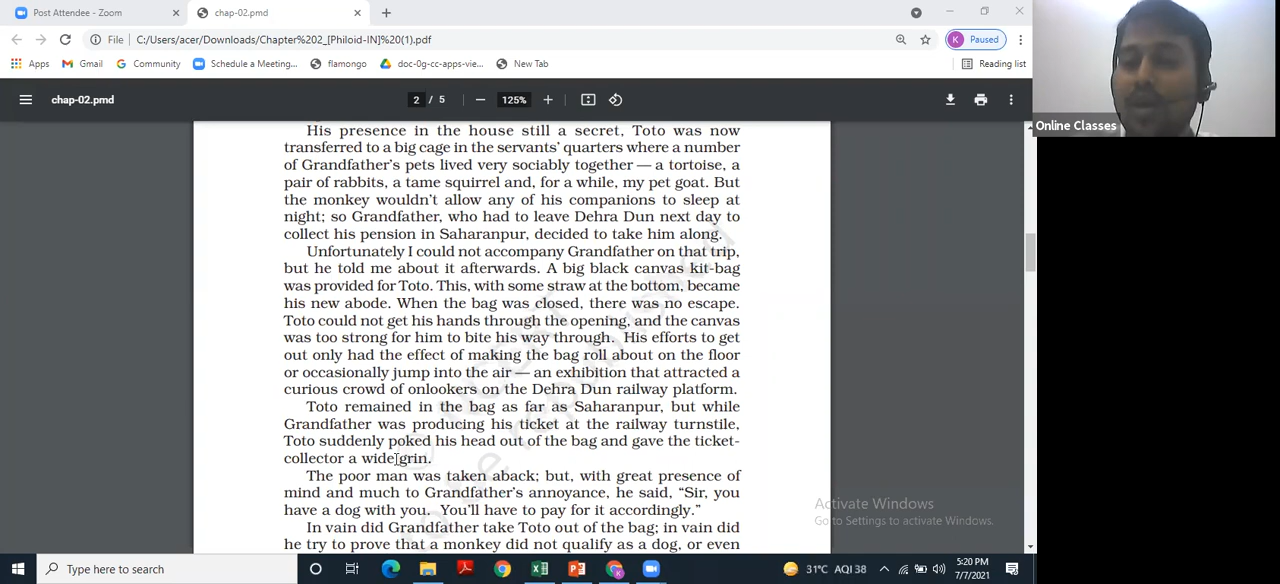 Post Attendee - Zoom
chap-02.pmd
File
C:/Users/acer/Downloads/Chapter%202_[Philoid-IN]%20(1).pdf
K Paused
Apps
Gmail
Community
Schedule a Meeting...
flamongo
doc-0g-cc-apps-vie...
New Tab
Reading list
chap-02.pmd
2 / 5
125%
Online Classes
His presence in the house still a secret, Toto was now
transferred to a big cage in the servants' quarters where a number
of Grandfather's pets lived very sociably together — a tortoise, a
pair of rabbits, a tame squirrel and, for a while, my pet goat. But
the monkey wouldn't allow any of his companions to sleep at
night; so Grandfather, who had to leave Dehra Dun next day to
collect his pension in Saharanpur, decided to take him along.
Unfortunately I could not accompany Grandfather on that trip,
but he told me about it afterwards. A big black canvas kit-bag
was provided for Toto. This, with some straw at the bottom, became
his new abode. When the bag was closed, there was no escape.
Toto could not get his hands through the opening, and the canvas
was too strong for him to bite his way through. His efforts to get
out only had the effect of making the bag roll about on the floor
or occasionally jump into the air — an exhibition that attracted a
curious crowd of onlookers on the Dehra Dun railway platform.
Toto remained in the bag as far as Saharanpur, but while
Grandfather was producing his ticket at the railway turnstile,
Toto suddenly poked his head out of the bag and gave the ticket-
collector a wide grin.
The poor man was taken aback; but, with great presence of
mind and much to Grandfather's annoyance, he said, “Sir, you
have a dog with you. You'll have to pay for it accordingly.”
In vain did Grandfather take Toto out of the bag; in vain did
he try to prove that a monkey did not qualify as a dog, or even
Activate Windows
Go to Settings to activate Windows.
Type here to search
31°C AQI 38
5:20 PM
7/7/2021